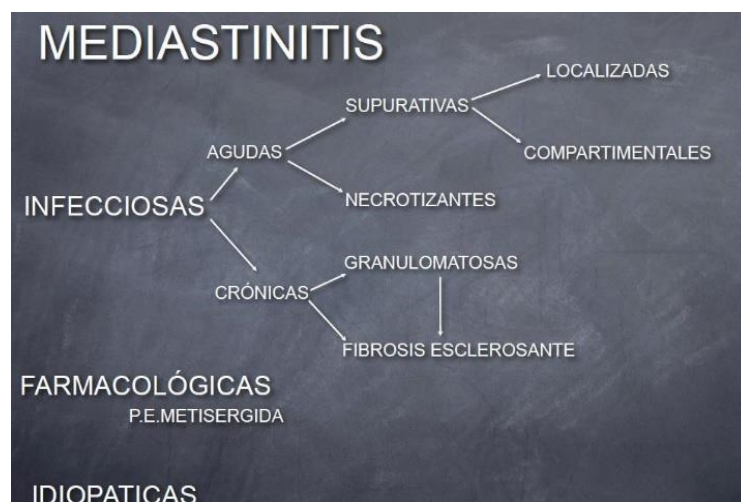 MEDIASTINITIS
LOCALIZADAS
SUPURATIVAS
AGUDAS
COMPARTIMENTALES
INFECCIOSAS
NECROTIZANTES
GRANULOMATOSAS
CRÓNICAS
FIBROSIS ESCLEROSANTE
FARMACOLÓGICAS
P.E.METISERGIDA
IDIOPATICAS